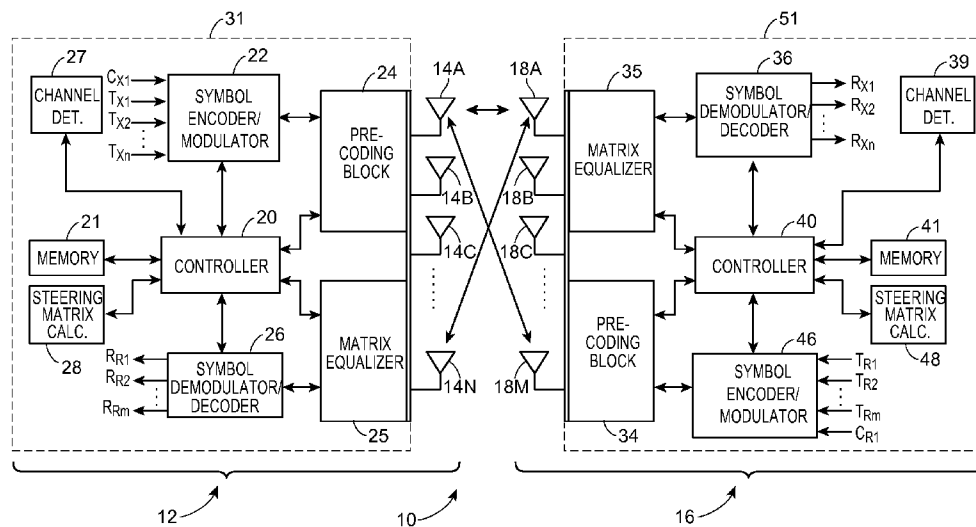 31
51
27
CHANNEL
DET.
CX1
TX1
TX2
TXn
22
SYMBOL
ENCODER/
MODULATOR
24
PRE-
CODING
BLOCK
14A
14B
14C
14N
18A
18B
18C
18M
35
MATRIX
EQUALIZER
36
SYMBOL
DEMODULATOR/
DECODER
RX1
RX2
RXn
39
CHANNEL
DET.
21
MEMORY
20
CONTROLLER
STEERING
MATRIX
CALC.
28
26
SYMBOL
DEMODULATOR/
DECODER
RR1
RR2
RRm
MATRIX
EQUALIZER
25
PRE-
CODING
BLOCK
34
40
CONTROLLER
41
MEMORY
STEERING
MATRIX
CALC.
48
46
SYMBOL
ENCODER/
MODULATOR
TR1
TR2
TRm
CR1
12
10
16